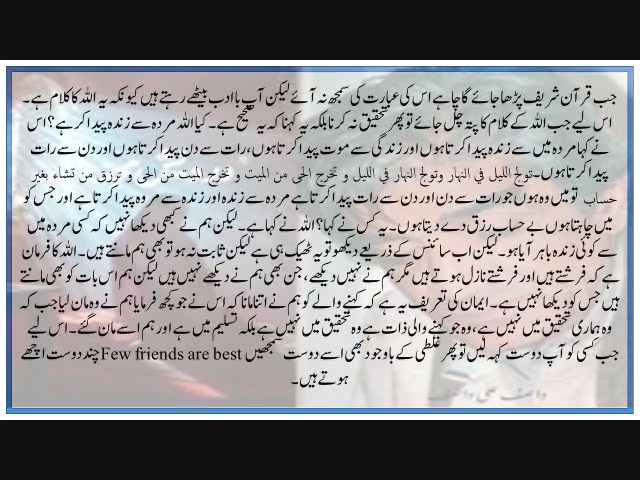 جب قرآن شریف پڑھا جائے گا چاہے اس کی عبارت کی سمجھ نہ آئے لیکن آپ باادب بیٹھے رہتے ہیں کیونکہ یہ اللہ کا کلام ہے۔
اس لیے جب اللہ کے کلام کا پتہ چل جائے تو پھر تحقیق نہ کرنا بلکہ یہ کہنا کہ یہ صحیح ہے۔ کیا اللہ مردہ سے زندہ پیدا کر ہے؟ اس
نے کہا مردہ میں سے زندہ پیدا کرتا ہوں اور زندگی سے موت پیدا کرتا ہوں، رات سے دن پیدا کرتا ہوں اور دن سے رات
پیدا کرتا ہوں۔ تولج اللیل في النہار وتولج النہار في اللیل و تخرج الحی من المیت و تخرج المیت من الحی و ترزق من تشاء بغیر
حساب تو میں وہ ہوں جو رات سے دن اور دن سے رات پیدا کرتا ہے مردہ سے زندہ اور زندہ سے مر وہ پیدا کرتا ہے اور جس کو
میں چاہتا ہوں بے حساب رزق دے دیتا ہوں۔ یہ کس نے کہا؟ اللہ نے کہا ہے۔ لیکن ہم نے کبھی دیکھا نہیں کہ کسی مردہ میں
سے کوئی زندہ باہر آیا ہو۔ لیکن اب سائنس کے ذریعے دیکھو تو یہ ٹھیک ہی ہے لیکن ثابت نہ ہو تو بھی ہم مانتے ہیں۔ اللہ کا فرمان
ہے کہ فرشتے ہیں اور فرشتے نازل ہوتے ہیں مگر ہم نے نہیں دیکھے، جن بھی ہم نے دیکھے نہیں ہیں لیکن ہم اس بات کو بھی مانتے
ہیں جس کو دیکھا نہیں ہے۔ ایمان کی تعریف یہ ہے کہ کہنے والے کو ہم نے اتنا مانا کہ اس نے جو کچھ فرمایا ہم نے وہ مان لیا جب کہ
وہ ہماری تحقیق میں نہیں ہے، وہ جو کہنے والی ذات ہے وہ تحقیق میں نہیں ہے بلکہ تسلیم میں ہے اور ہم اسے مان گئے۔ اس لیے
جب کسی کو آپ دوست کہہ لیں تو پھر غلطی کے باوجود بھی اسے دوست سمجھیں Few friends are best چند دوست اچھے
ہوتے ہیں۔
واصف علی واصف